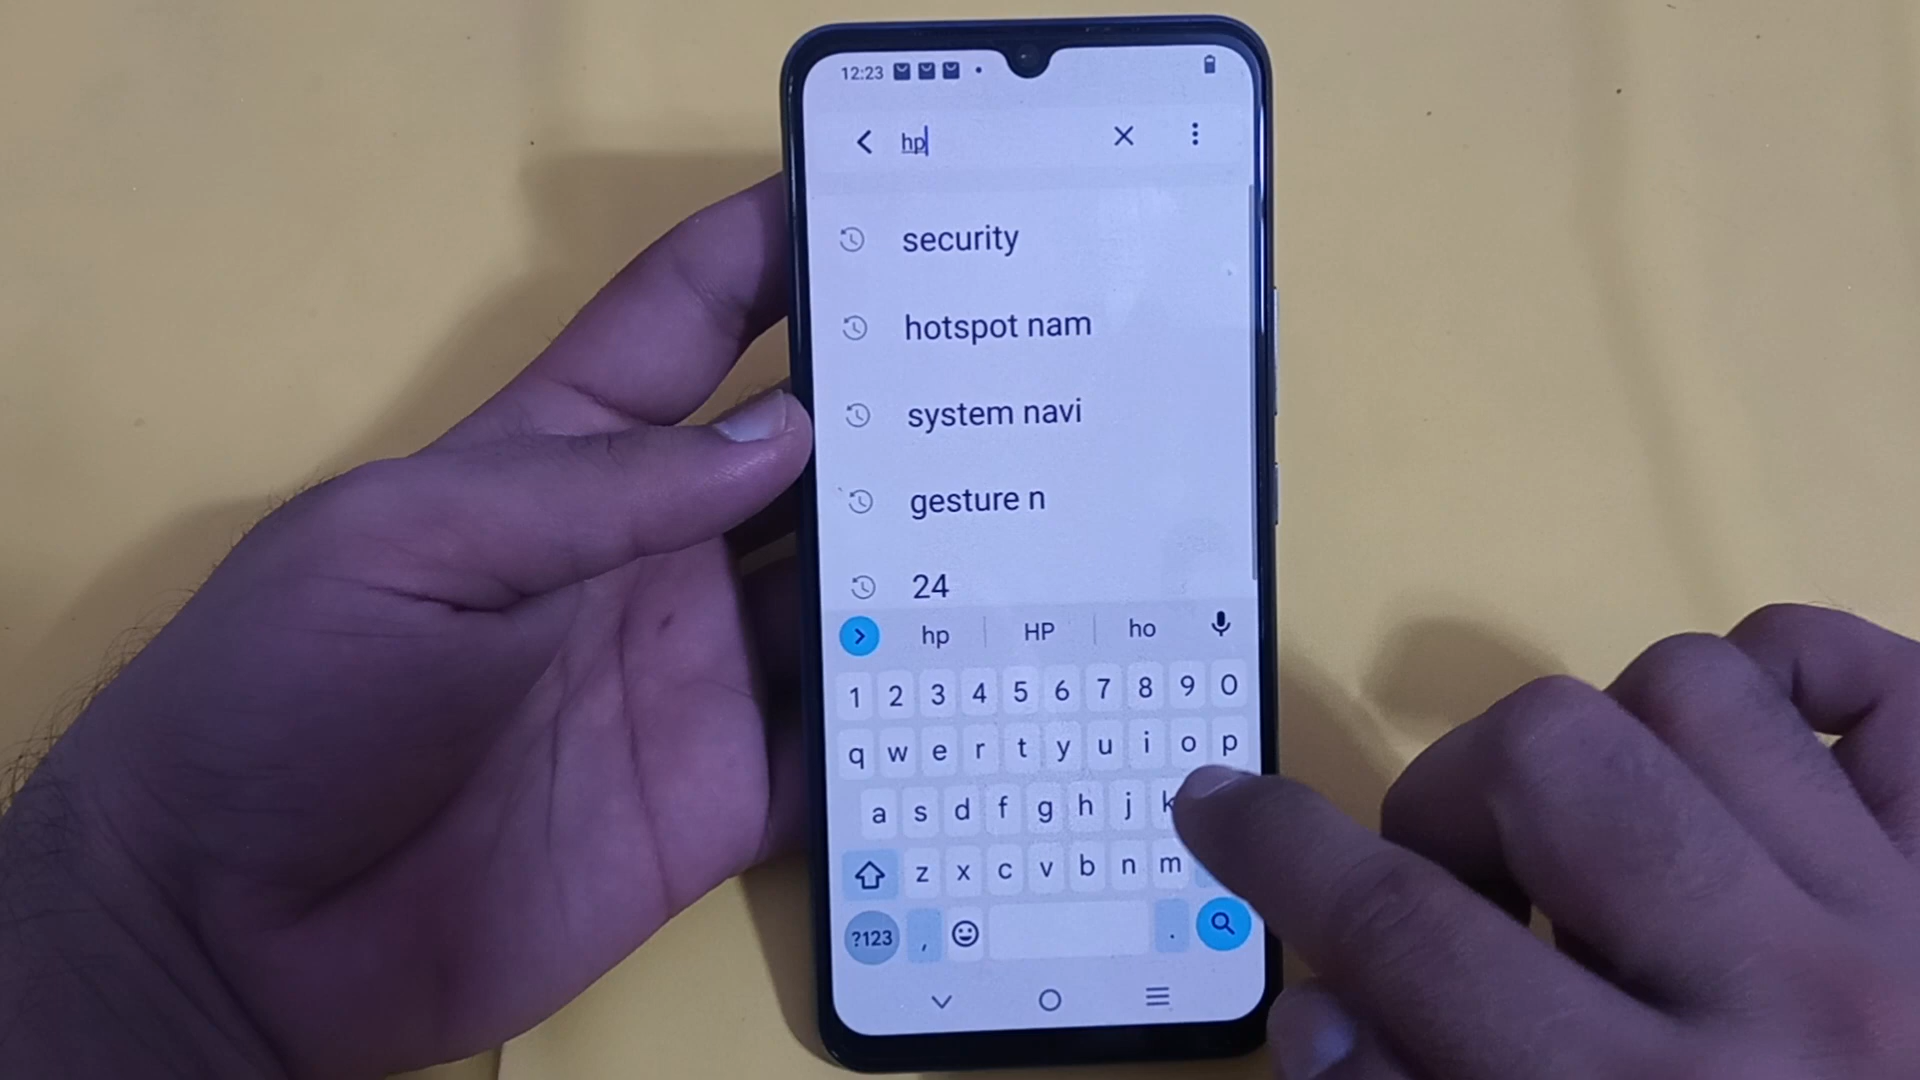 12:23
hp
security
hotspot nam
system navi
gesture n
24
hp HP ho
1 2 3 4 5 6 7 8 9 0
q w e r t y u i o p
a s d f g h j k
z x c v b n m
?123 , .